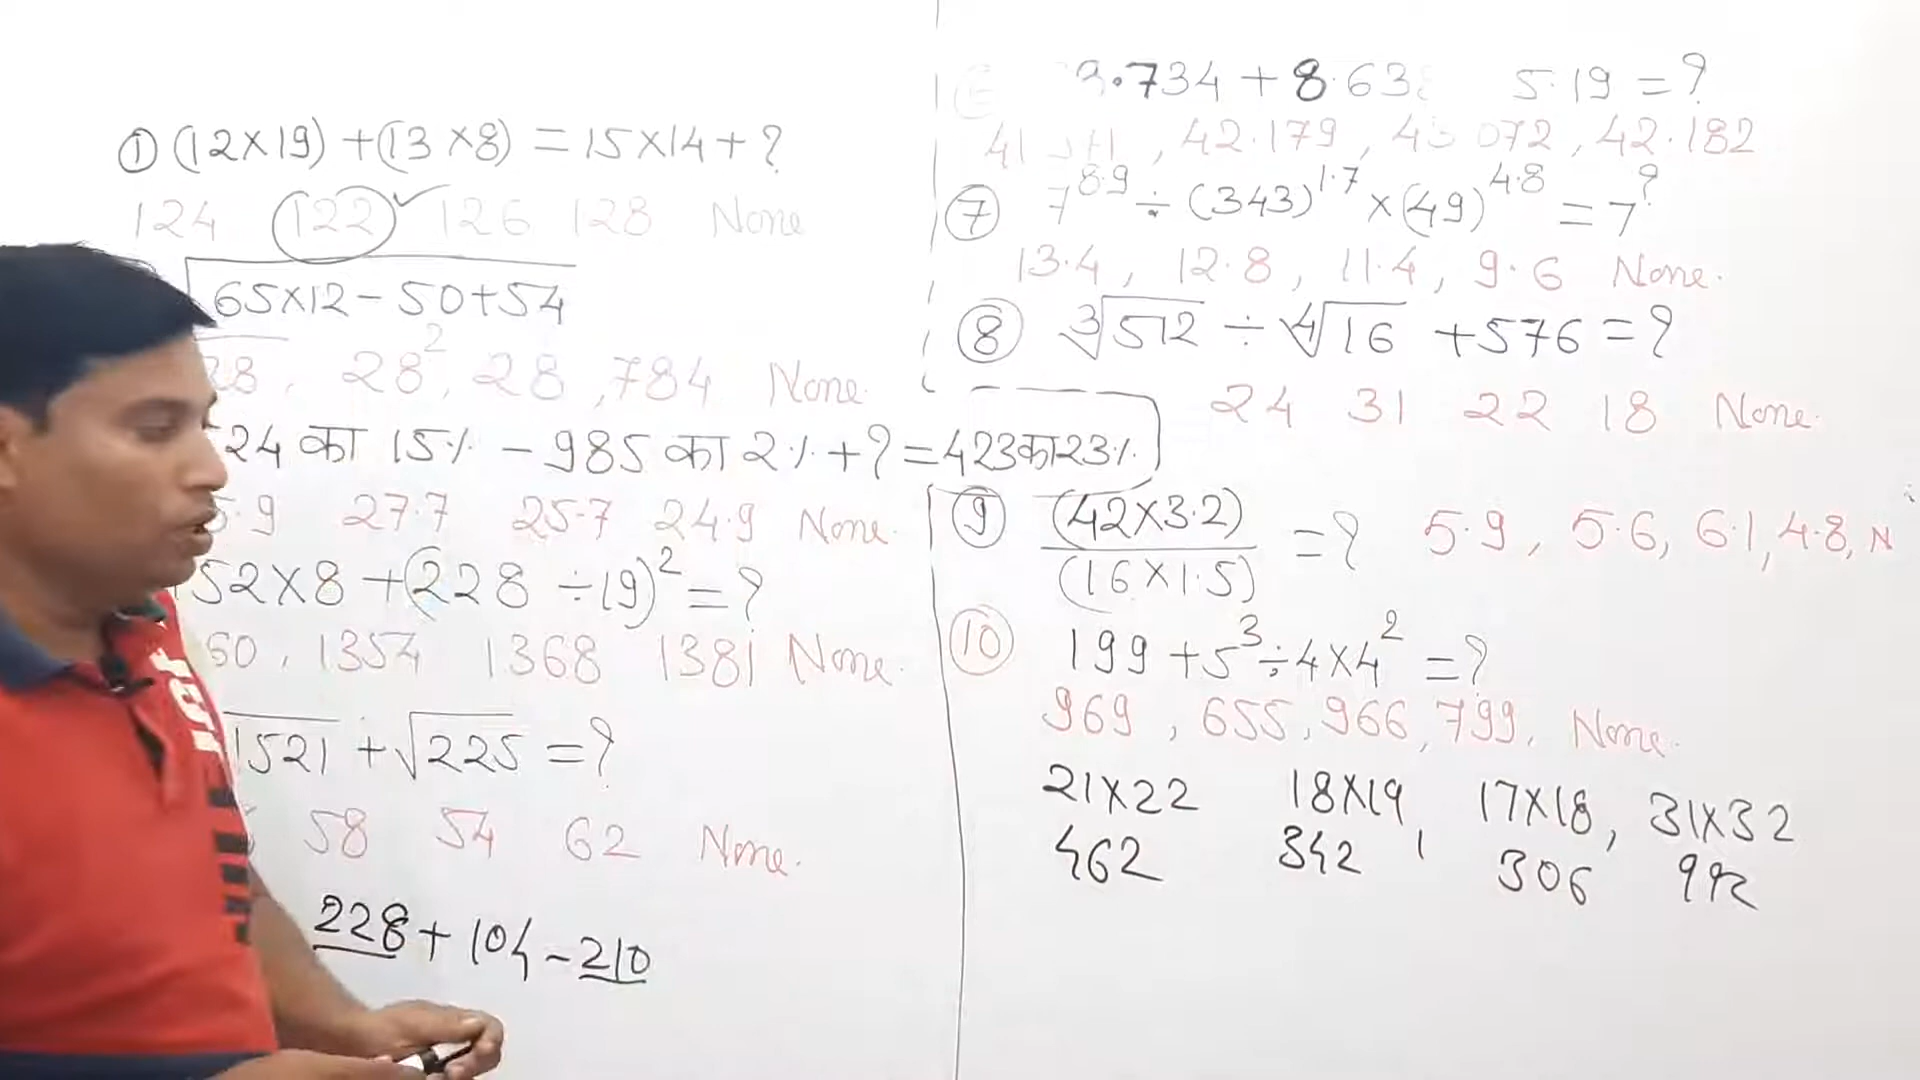 ① (12×19) + (13×8) = 15×14 + ?
124 122 ✓ 126 128 None
√65×12 - 50 + 54
28, 28², 28, 784 None.
24 का 15% - 985 का 2% + ? = 423 का 23%
.9 27.7 25.7 24.9 None.
52×8 + (228 ÷ 19)² = ?
60, 1354 1368 1381 None.
√1521 + √225 = ?
58 54 62 None.
228 + 104 - 210
.734 + 8.63 5.19 = ?
41 , 42.179, 42.182
⑦ 7^8.9 ÷ (343)^1.7 × (49)^4.8 = 7^?
13.4, 12.8, 11.4, 9.6 None.
⑧ ∛512 ÷ ∜16 + 576 = ?
24 31 22 18 None.
⑨ (42×3.2) / (16×1.5) = ? 5.9, 5.6, 6.1, 4.8, N
⑩ 199 + 5³ ÷ 4 × 4² = ?
969, 655, 966, 799, None.
21×22 18×19 17×18, 31×32
462 342, 306 992